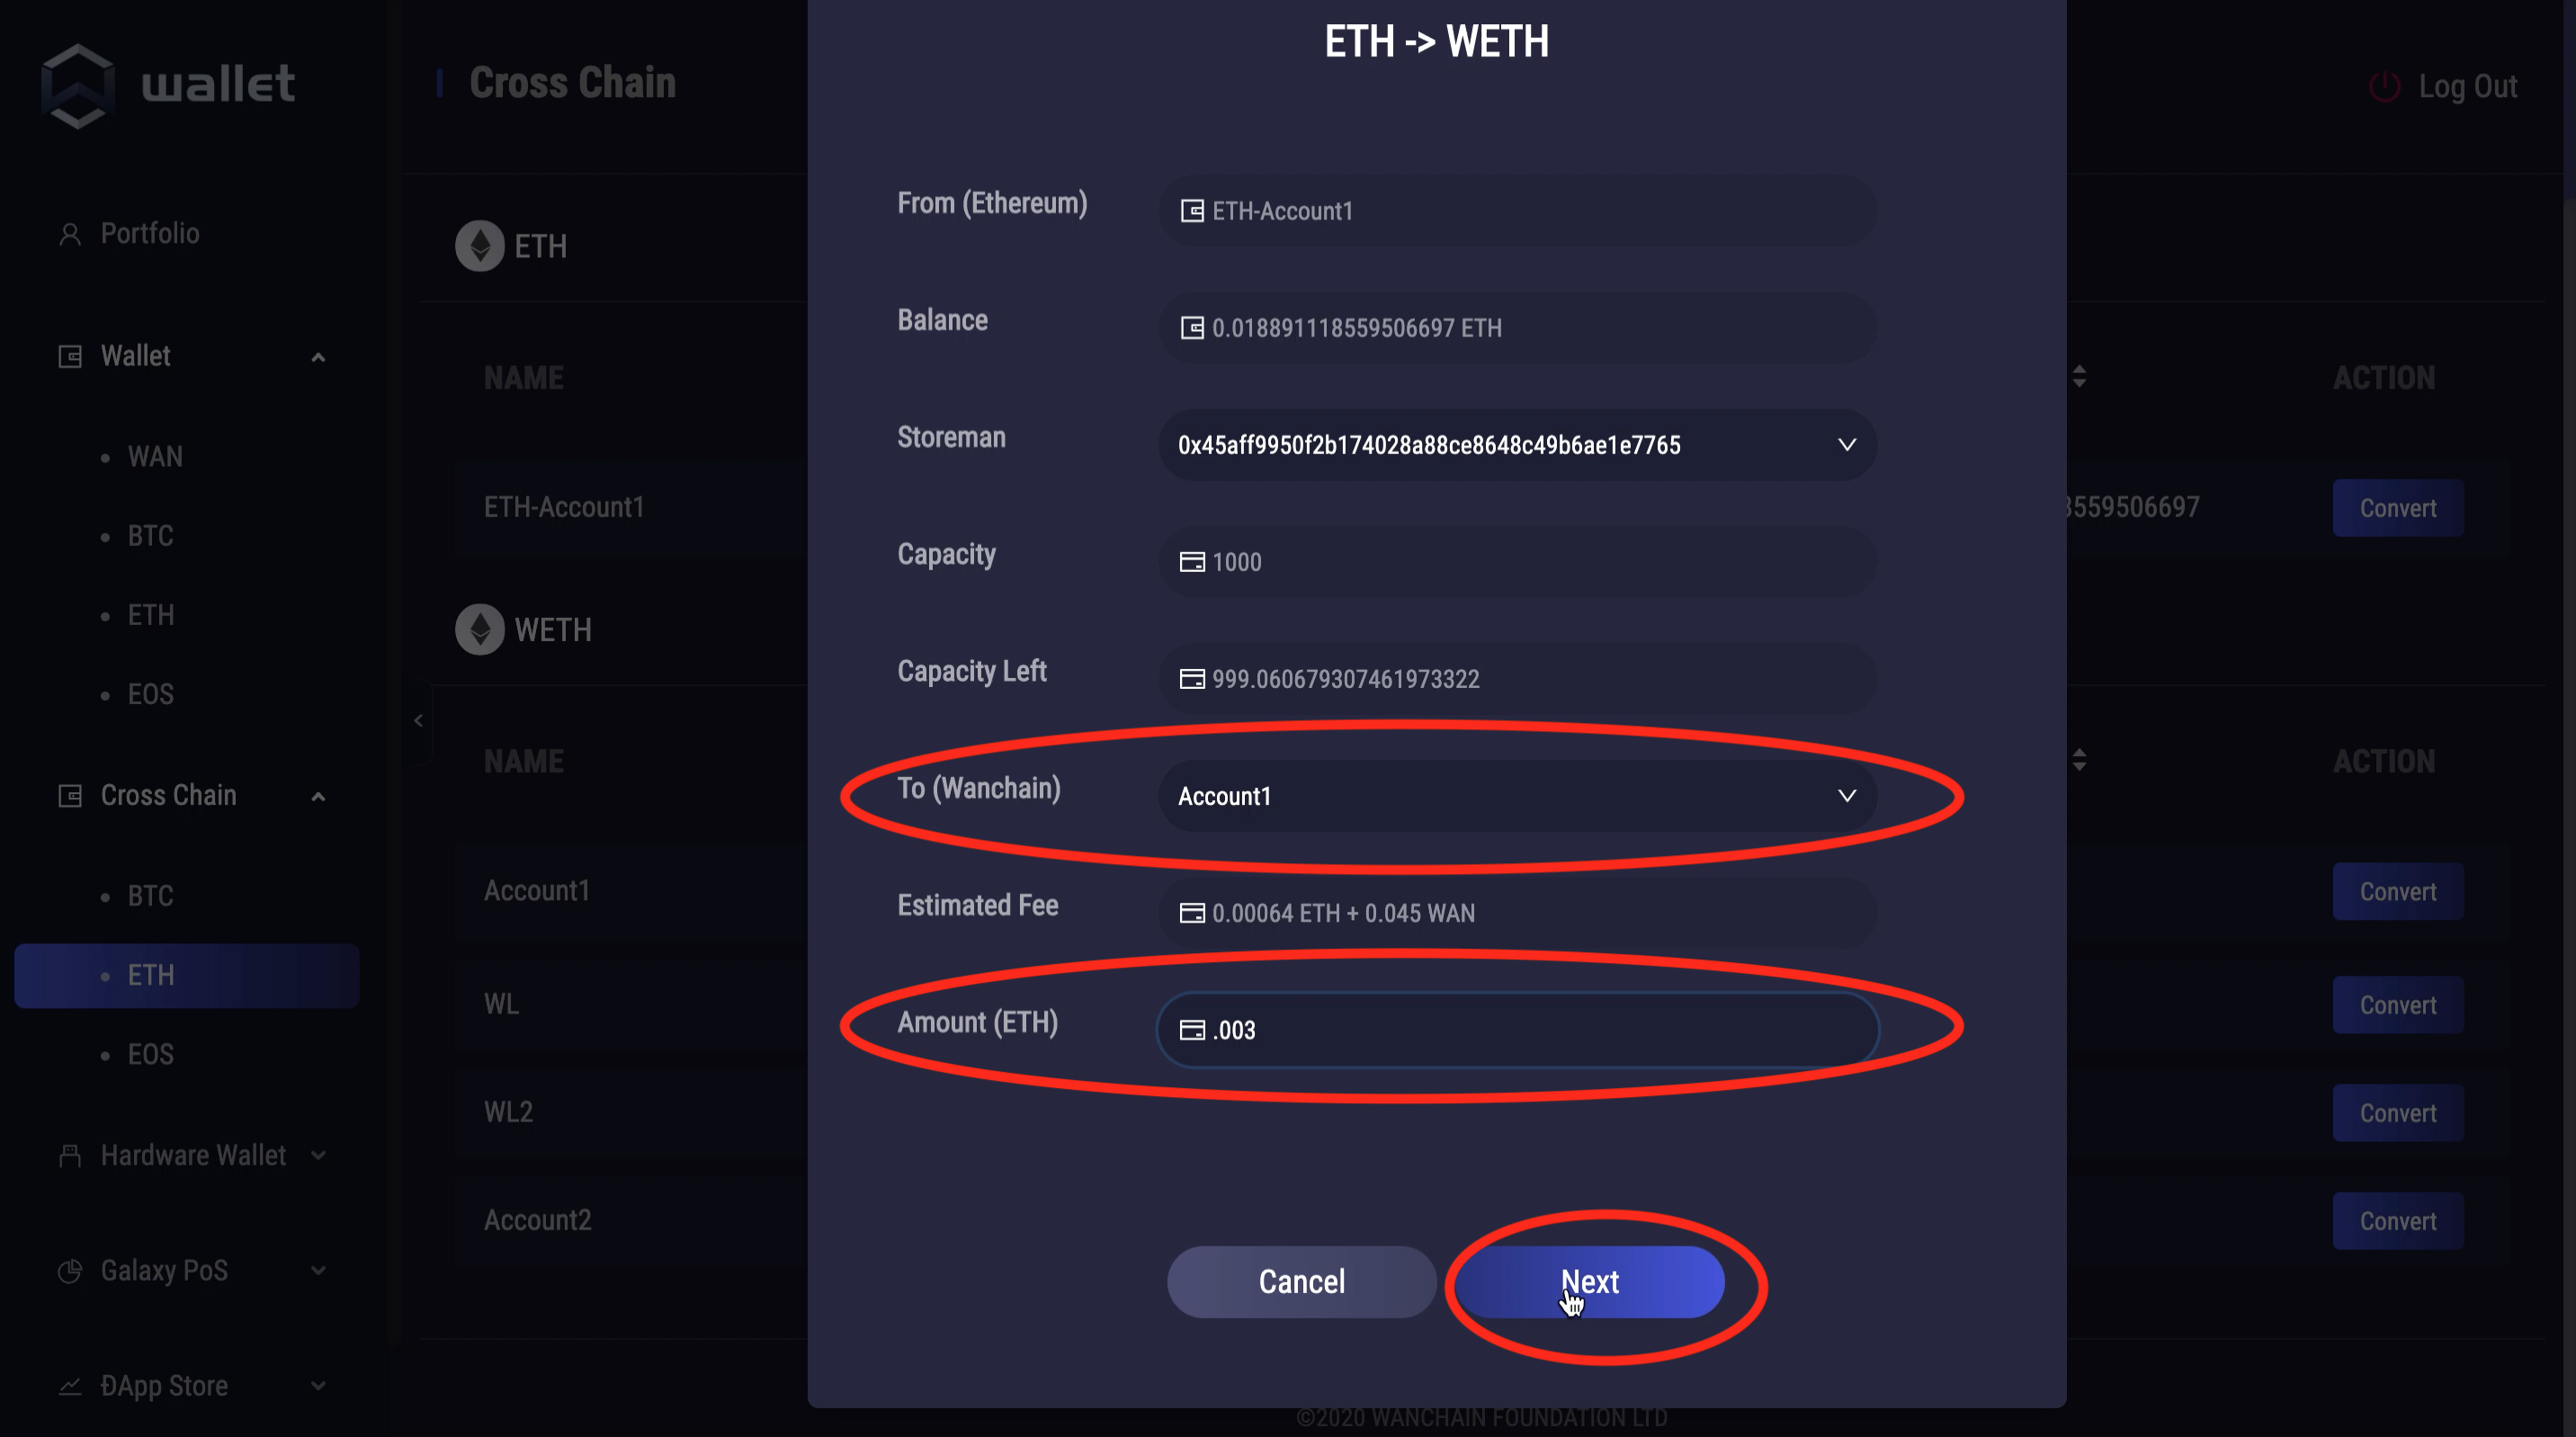 wallet
Portfolio
Wallet
WAN
BTC
ETH
EOS
Cross Chain
BTC
ETH
EOS
Hardware Wallet
Galaxy PoS
ĐApp Store
Cross Chain
Log Out
ETH
NAME
ACTION
ETH-Account1
3559506697
Convert
WETH
NAME
ACTION
Account1
Convert
WL
Convert
WL2
Convert
Account2
Convert
ETH -> WETH
From (Ethereum)
ETH-Account1
Balance
0.018891118559506697 ETH
Storeman
0x45aff9950f2b174028a88ce8648c49b6ae1e7765
Capacity
1000
Capacity Left
999.060679307461973322
To (Wanchain)
Account1
Estimated Fee
0.00064 ETH + 0.045 WAN
Amount (ETH)
.003
Cancel
Next
©2020 WANCHAIN FOUNDATION LTD